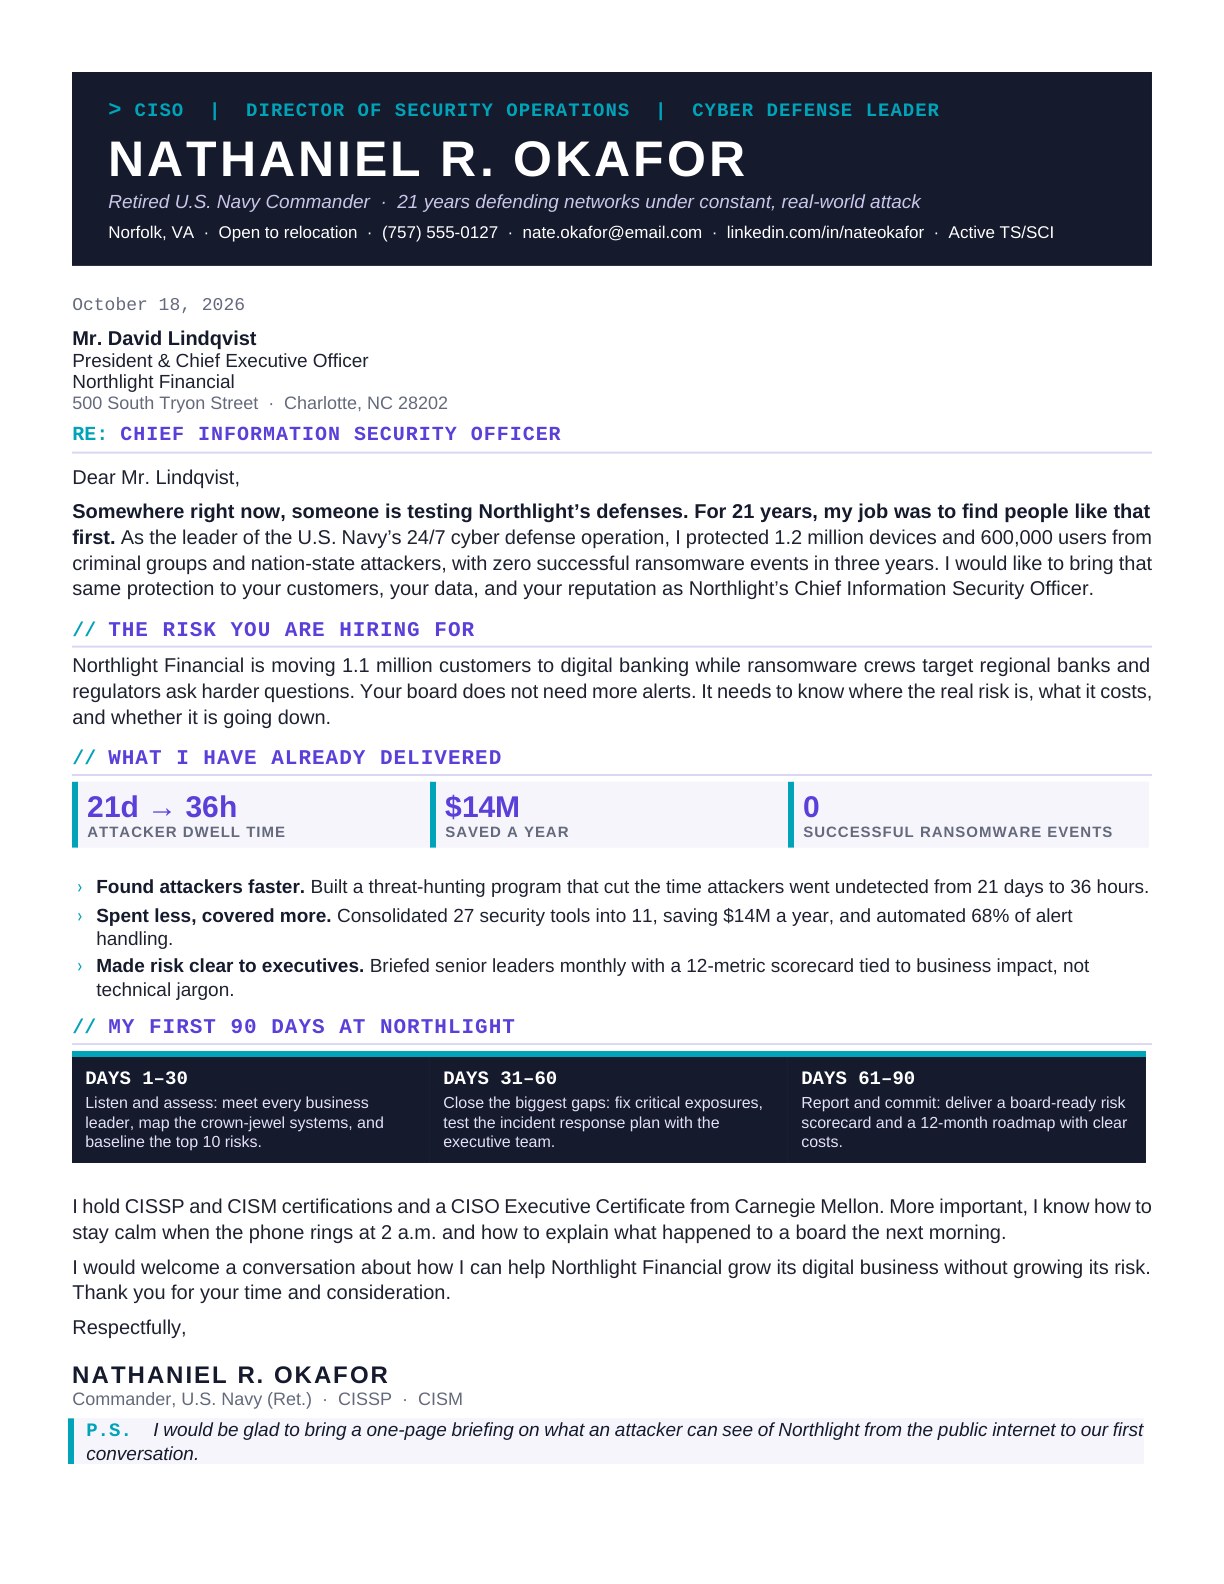 > CISO | DIRECTOR OF SECURITY OPERATIONS | CYBER DEFENSE LEADER
NATHANIEL R. OKAFOR
Retired U.S. Navy Commander · 21 years defending networks under constant, real-world attack
Norfolk, VA · Open to relocation · (757) 555-0127 · nate.okafor@email.com · linkedin.com/in/nateokafor · Active TS/SCI
October 18, 2026
Mr. David Lindqvist
President & Chief Executive Officer
Northlight Financial
500 South Tryon Street · Charlotte, NC 28202
RE: CHIEF INFORMATION SECURITY OFFICER
Dear Mr. Lindqvist,
Somewhere right now, someone is testing Northlight’s defenses. For 21 years, my job was to find people like that
first. As the leader of the U.S. Navy’s 24/7 cyber defense operation, I protected 1.2 million devices and 600,000 users from
criminal groups and nation-state attackers, with zero successful ransomware events in three years. I would like to bring that
same protection to your customers, your data, and your reputation as Northlight’s Chief Information Security Officer.
// THE RISK YOU ARE HIRING FOR
Northlight Financial is moving 1.1 million customers to digital banking while ransomware crews target regional banks and
regulators ask harder questions. Your board does not need more alerts. It needs to know where the real risk is, what it costs,
and whether it is going down.
// WHAT I HAVE ALREADY DELIVERED
21d → 36h
ATTACKER DWELL TIME
$14M
SAVED A YEAR
0
SUCCESSFUL RANSOMWARE EVENTS
› Found attackers faster. Built a threat-hunting program that cut the time attackers went undetected from 21 days to 36 hours.
› Spent less, covered more. Consolidated 27 security tools into 11, saving $14M a year, and automated 68% of alert
handling.
› Made risk clear to executives. Briefed senior leaders monthly with a 12-metric scorecard tied to business impact, not
technical jargon.
// MY FIRST 90 DAYS AT NORTHLIGHT
DAYS 1–30
Listen and assess: meet every business
leader, map the crown-jewel systems, and
baseline the top 10 risks.
DAYS 31–60
Close the biggest gaps: fix critical exposures,
test the incident response plan with the
executive team.
DAYS 61–90
Report and commit: deliver a board-ready risk
scorecard and a 12-month roadmap with clear
costs.
I hold CISSP and CISM certifications and a CISO Executive Certificate from Carnegie Mellon. More important, I know how to
stay calm when the phone rings at 2 a.m. and how to explain what happened to a board the next morning.
I would welcome a conversation about how I can help Northlight Financial grow its digital business without growing its risk.
Thank you for your time and consideration.
Respectfully,
NATHANIEL R. OKAFOR
Commander, U.S. Navy (Ret.) · CISSP · CISM
P.S. I would be glad to bring a one-page briefing on what an attacker can see of Northlight from the public internet to our first
conversation.